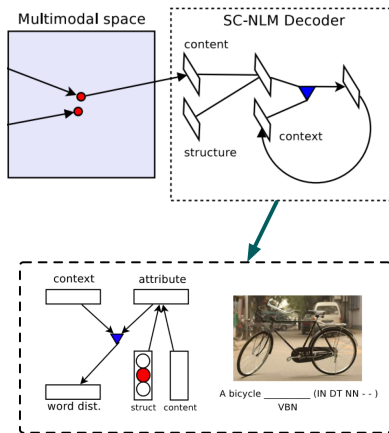 Multimodal space
SC-NLM Decoder
content
structure
context
context
attribute
word dist.
struct
content
A bicycle __________ (IN DT NN - - )
VBN